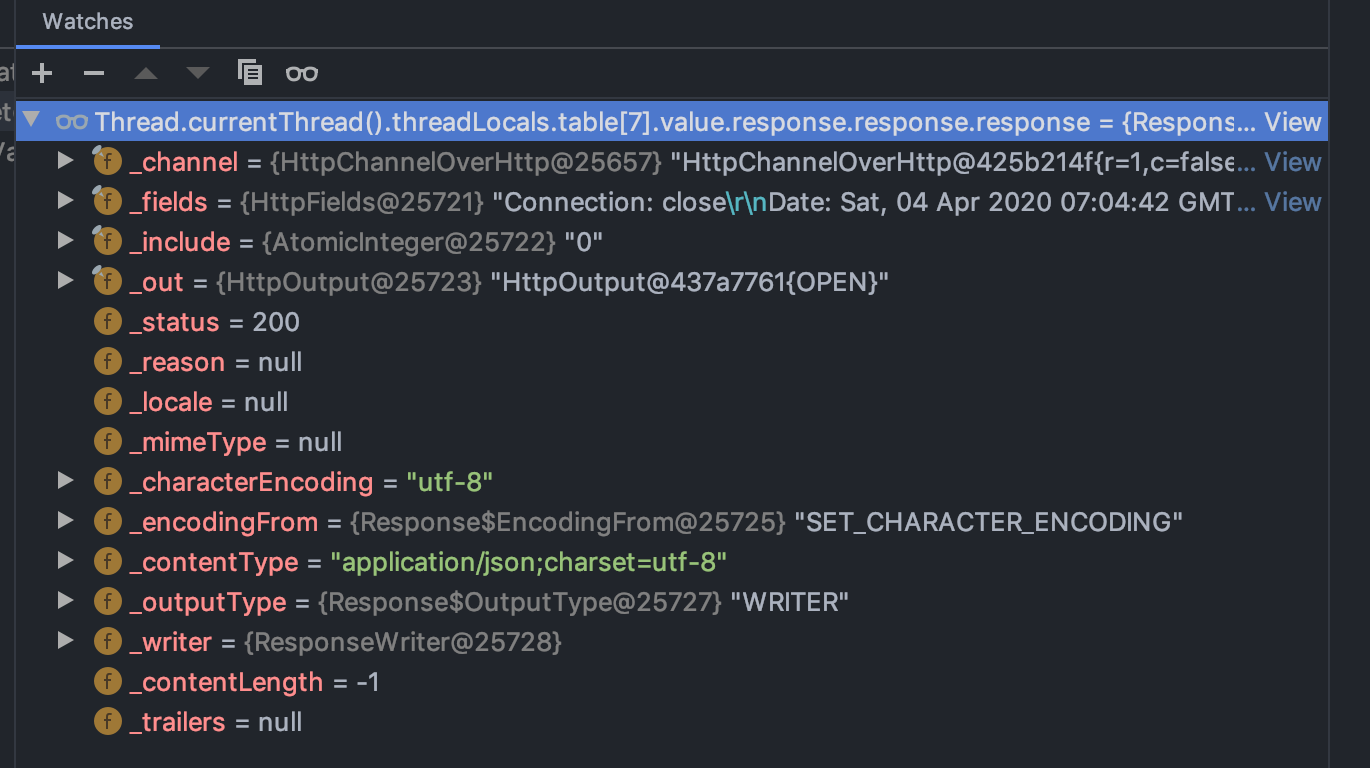 Watches
Thread.currentThread().threadLocals.table[7].value.response.response.response = {Respons... View
_channel = {HttpChannelOverHttp@25657} "HttpChannelOverHttp@425b214f{r=1,c=false... View
_fields = {HttpFields@25721} "Connection: close\r\nDate: Sat, 04 Apr 2020 07:04:42 GMT... View
_include = {AtomicInteger@25722} "0"
_out = {HttpOutput@25723} "HttpOutput@437a7761{OPEN}"
_status = 200
_reason = null
_locale = null
_mimeType = null
_characterEncoding = "utf-8"
_encodingFrom = {Response$EncodingFrom@25725} "SET_CHARACTER_ENCODING"
_contentType = "application/json;charset=utf-8"
_outputType = {Response$OutputType@25727} "WRITER"
_writer = {ResponseWriter@25728}
_contentLength = -1
_trailers = null